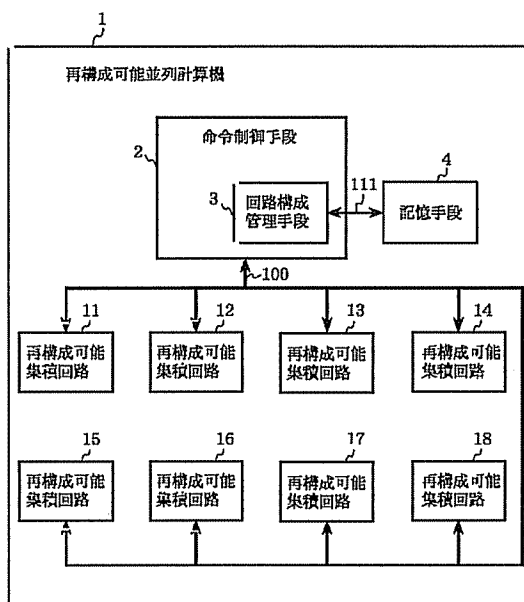 1
再構成可能並列計算機
2
命令制御手段
3
回路構成
管理手段
111
4
記憶手段
100
11
再構成可能
集積回路
12
再構成可能
集積回路
13
再構成可能
集積回路
14
再構成可能
集積回路
15
再構成可能
集積回路
16
再構成可能
集積回路
17
再構成可能
集積回路
18
再構成可能
集積回路